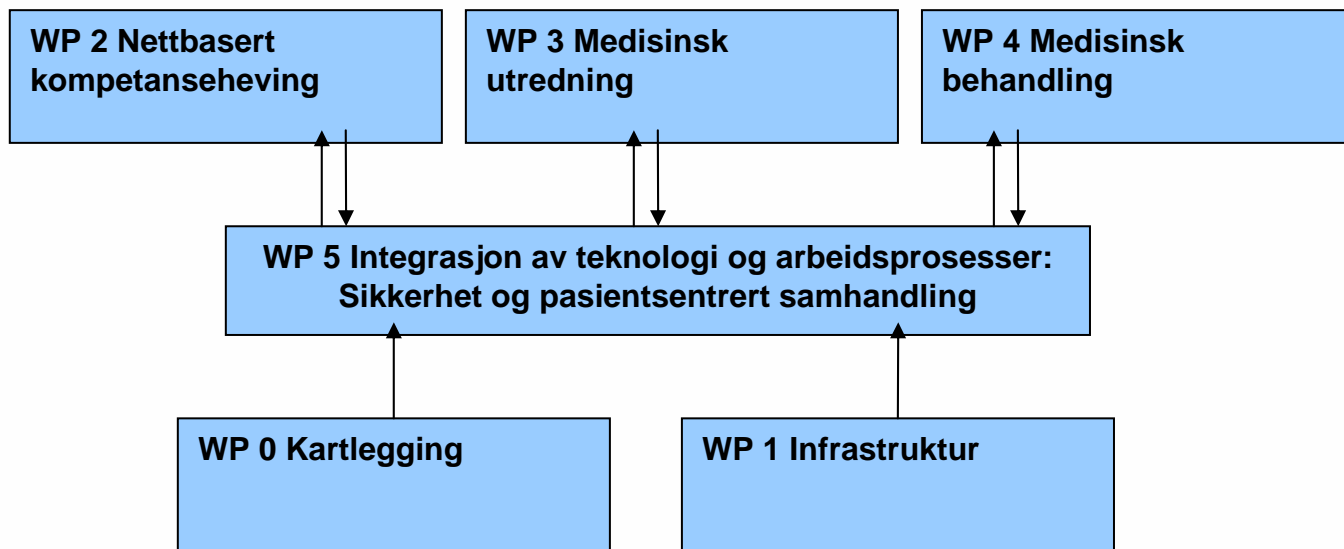 WP 2 Nettbasert
kompetanseheving
WP 3 Medisinsk
utredning
WP 4 Medisinsk
behandling
WP 5 Integrasjon av teknologi og arbeidsprosesser:
Sikkerhet og pasientsentrert samhandling
WP 0 Kartlegging
WP 1 Infrastruktur